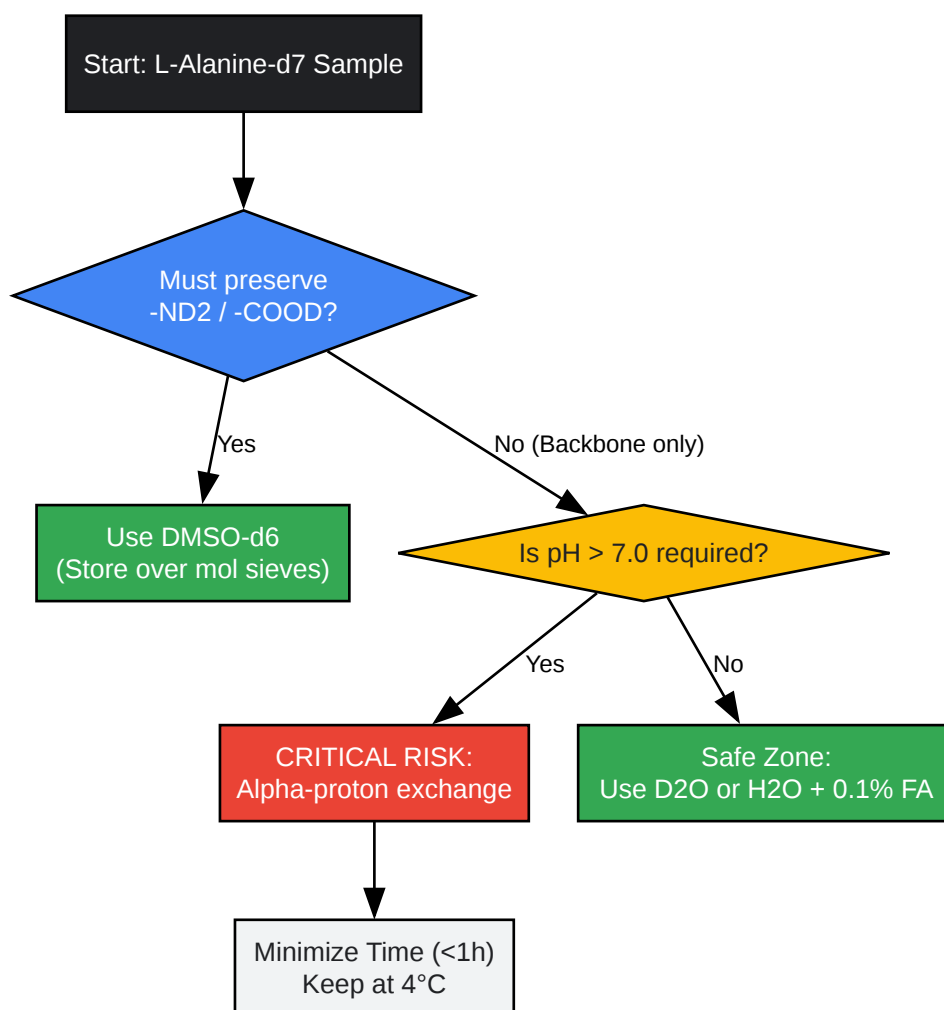 Start: L-Alanine-d7 Sample
Must preserve
-ND2 / -COOD?
Yes
No (Backbone only)
Use DMSO-d6
(Store over mol sieves)
Is pH > 7.0 required?
Yes
No
CRITICAL RISK:
Alpha-proton exchange
Safe Zone:
Use D2O or H2O + 0.1% FA
Minimize Time (<1h)
Keep at 4°C